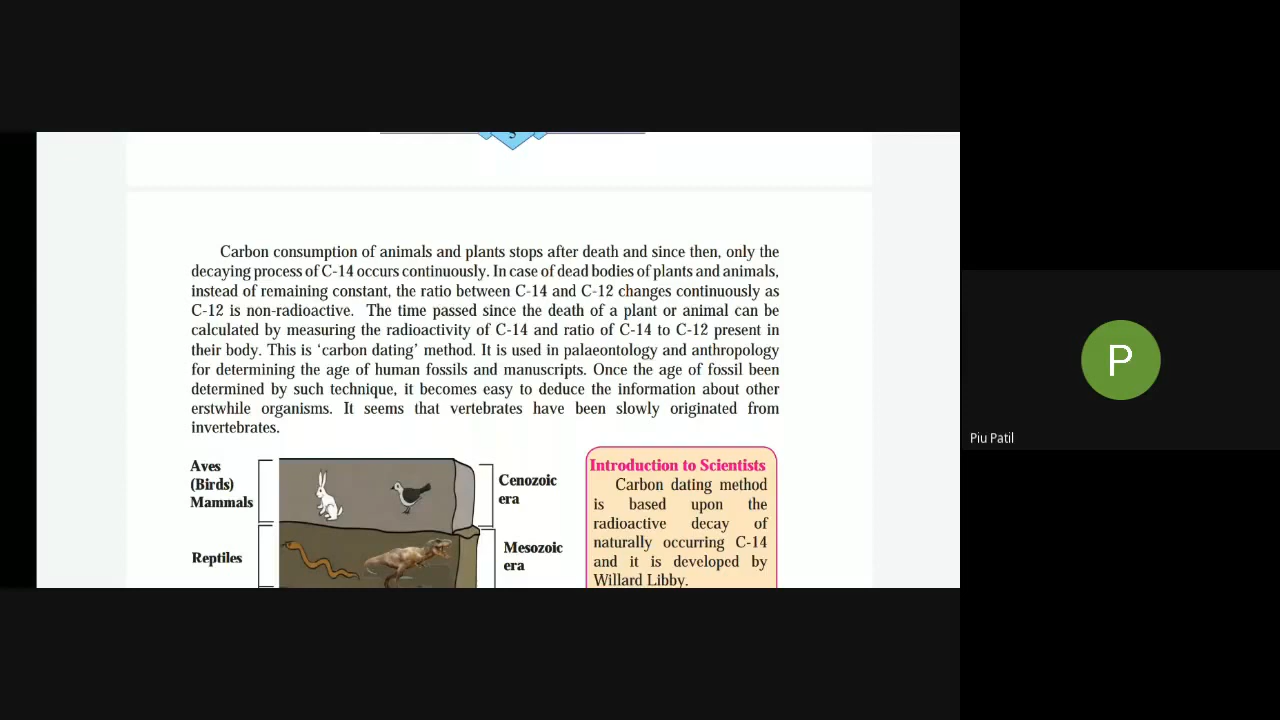 5
Carbon consumption of animals and plants stops after death and since then, only the
decaying process of C-14 occurs continuously. In case of dead bodies of plants and animals,
instead of remaining constant, the ratio between C-14 and C-12 changes continuously as
C-12 is non-radioactive. The time passed since the death of a plant or animal can be
calculated by measuring the radioactivity of C-14 and ratio of C-14 to C-12 present in
their body. This is ‘carbon dating’ method. It is used in palaeontology and anthropology
for determining the age of human fossils and manuscripts. Once the age of fossil been
determined by such technique, it becomes easy to deduce the information about other
erstwhile organisms. It seems that vertebrates have been slowly originated from
invertebrates.
Aves
(Birds)
Mammals
Cenozoic
era
Reptiles
Mesozoic
era
Introduction to Scientists
Carbon dating method
is based upon the
radioactive decay of
naturally occurring C-14
and it is developed by
Willard Libby.
P
Piu Patil